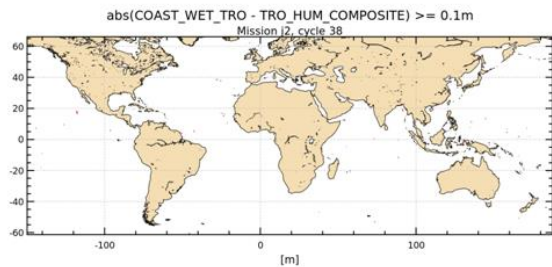 abs(COAST_WET_TRO - TRO_HUM_COMPOSITE) >= 0.1m
Mission j2, cycle 38
60
40
20
0
-20
-40
-60
-100 0 100
[m]